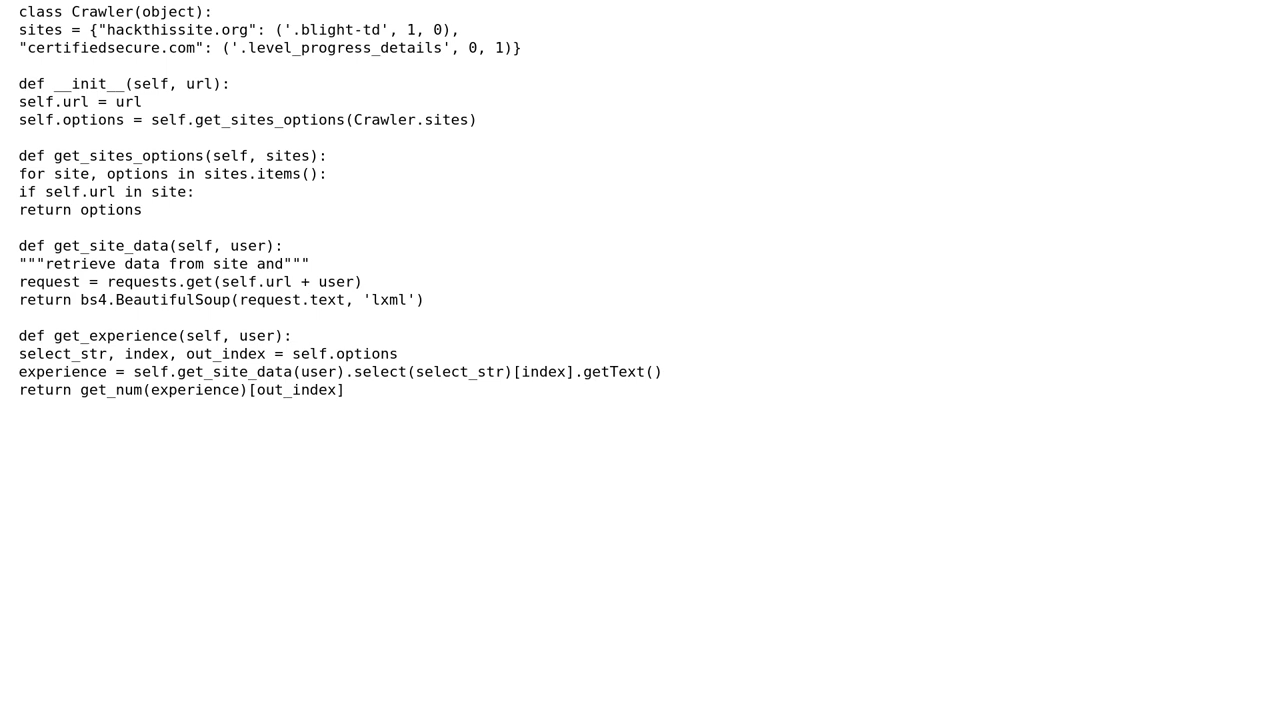 class Crawler(object):
sites = {"hackthissite.org": ('.blight-td', 1, 0),
"certifiedsecure.com": ('.level_progress_details', 0, 1)}

def __init__(self, url):
self.url = url
self.options = self.get_sites_options(Crawler.sites)

def get_sites_options(self, sites):
for site, options in sites.items():
if self.url in site:
return options

def get_site_data(self, user):
"""retrieve data from site and"""
request = requests.get(self.url + user)
return bs4.BeautifulSoup(request.text, 'lxml')

def get_experience(self, user):
select_str, index, out_index = self.options
experience = self.get_site_data(user).select(select_str)[index].getText()
return get_num(experience)[out_index]